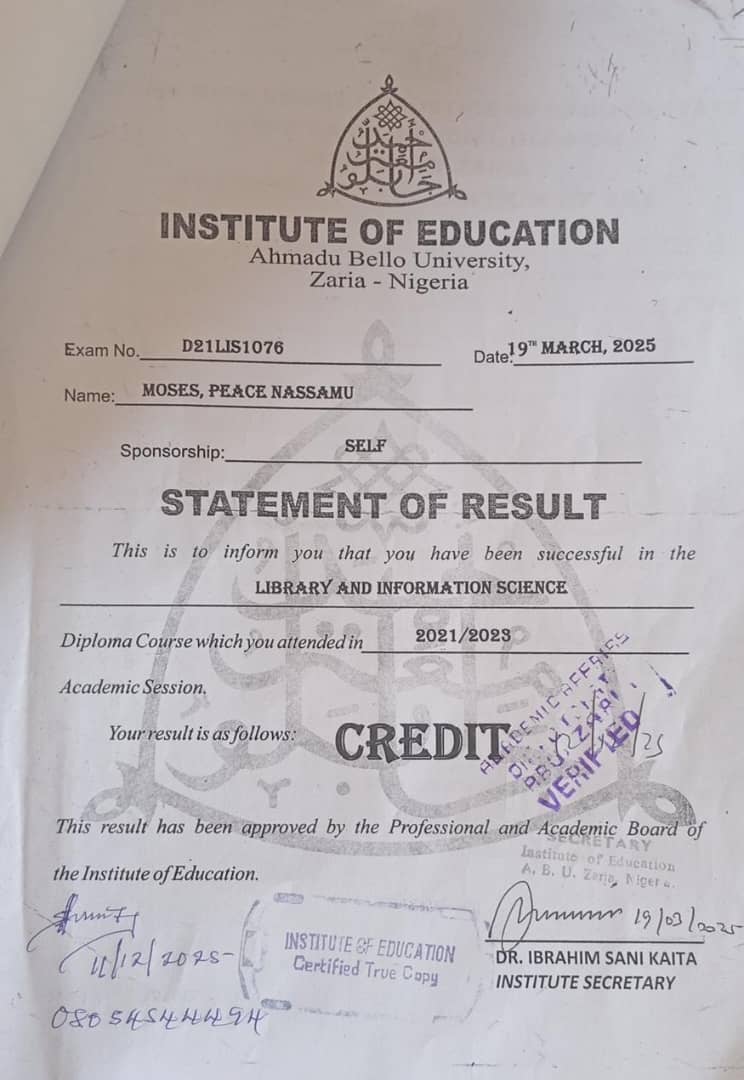 INSTITUTE OF EDUCATION
Ahmadu Bello University,
Zaria - Nigeria
Exam No. D21LIS1076
Date: 19TH MARCH, 2025
Name: MOSES, PEACE NASSAMU
Sponsorship: SELF
STATEMENT OF RESULT
This is to inform you that you have been successful in the
LIBRARY AND INFORMATION SCIENCE
Diploma Course which you attended in 2021/2023
Academic Session.
Your result is as follows: CREDIT
ACADEMIC AFFAIRS
ABU, ZARIA
VERIFIED
This result has been approved by the Professional and Academic Board of
the Institute of Education.
SECRETARY
Institute of Education
A. B. U. Zaria, Nigeria.
19/03/2025
DR. IBRAHIM SANI KAITA
INSTITUTE SECRETARY
INSTITUTE OF EDUCATION
Certified True Copy
11/12/2025
08054544494